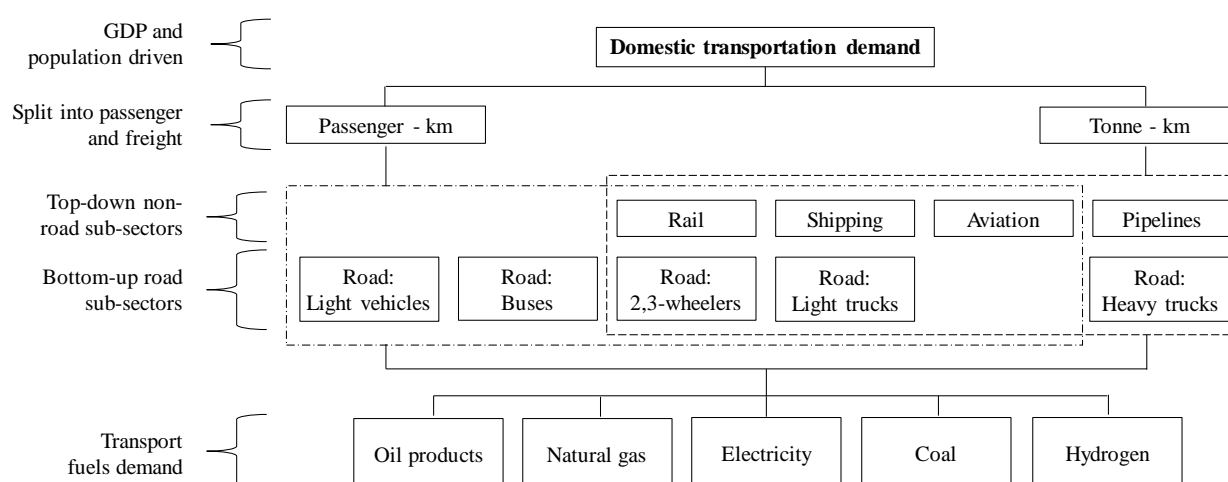 GDP and
population driven
Domestic transportation demand
Split into passenger
and freight
Passenger - km
Tonne - km
Top-down non-
road sub-sectors
Rail
Shipping
Aviation
Pipelines
Bottom-up road
sub-sectors
Road:
Light vehicles
Road:
Buses
Road:
2,3-wheelers
Road:
Light trucks
Road:
Heavy trucks
Transport
fuels demand
Oil products
Natural gas
Electricity
Coal
Hydrogen